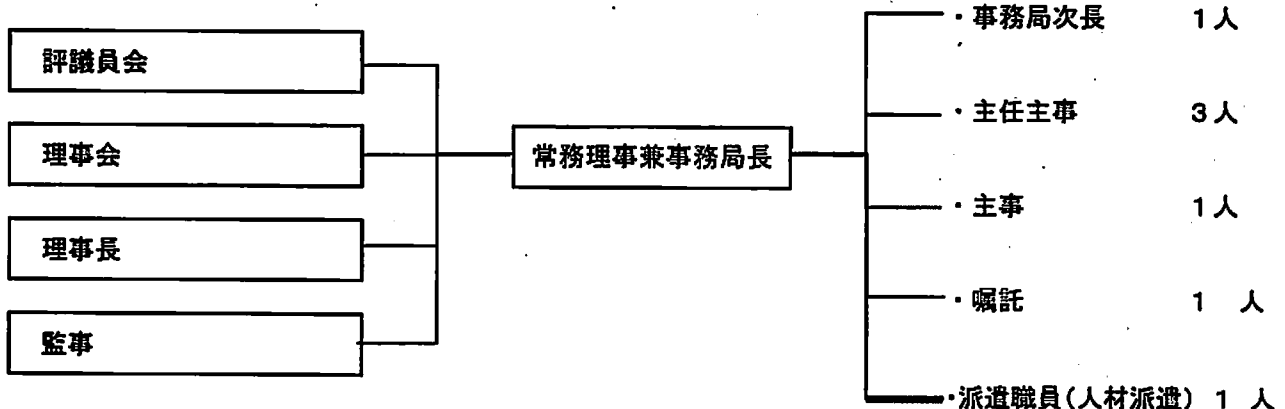 評議員会
理事会
理事長
監事
常務理事兼事務局長
・事務局次長 1人
・主任主事 3人
・主事 1人
・嘱託 1 人
・派遣職員(人材派遣) 1 人